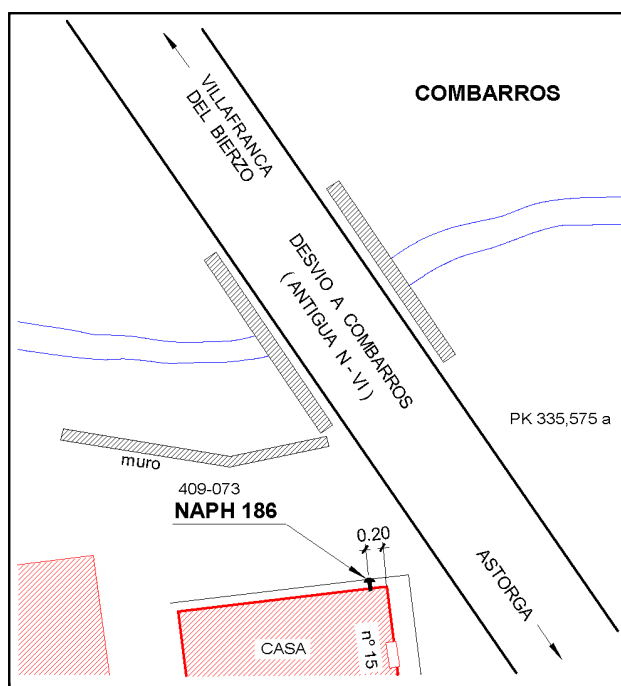 COMBARROS
VILLAFRANCA
DEL BIERZO
DESVIO A COMBARROS
( ANTIGUA N - VI )
PK 335,575 a
muro
409-073
NAPH 186
0.20
ASTORGA
CASA
nº 15